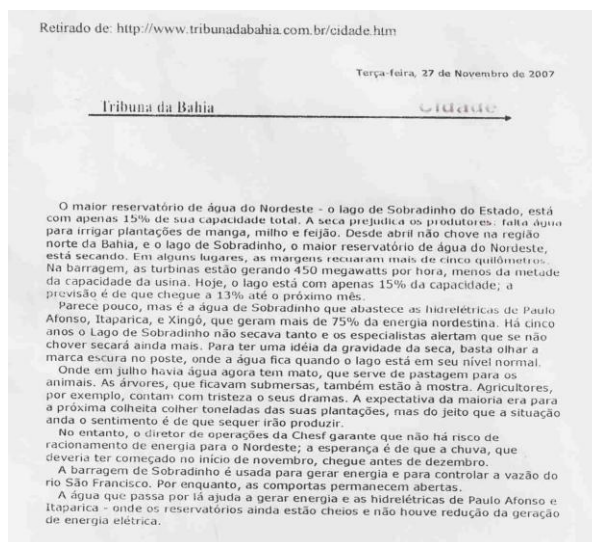 Retirado de: http://www.tribunadabahia.com.br/cidade.htm
Terça-feira, 27 de Novembro de 2007
Tribuna da Bahia Cidade
O maior reservatório de água do Nordeste - o lago de Sobradinho do Estado, está
com apenas 15% de sua capacidade total. A seca prejudica os produtores: falta água
para irrigar plantações de manga, milho e feijão. Desde abril não chove na região
norte da Bahia, e o lago de Sobradinho, o maior reservatório de água do Nordeste,
está secando. Em alguns lugares, as margens recuaram mais de cinco quilômetros.
Na barragem, as turbinas estão gerando 450 megawatts por hora, menos da metade
da capacidade da usina. Hoje, o lago está com apenas 15% da capacidade; a
previsão é de que chegue a 13% até o próximo mês.
Parece pouco, mas é a água de Sobradinho que abastece as hidrelétricas de Paulo
Afonso, Itaparica, e Xingó, que geram mais de 75% da energia nordestina. Há cinco
anos o Lago de Sobradinho não secava tanto e os especialistas alertam que se não
chover secará ainda mais. Para ter uma idéia da gravidade da seca, basta olhar a
marca escura no poste, onde a água fica quando o lago está em seu nível normal.
Onde em julho havia água agora tem mato, que serve de pastagem para os
animais. As árvores, que ficavam submersas, também estão à mostra. Agricultores,
por exemplo, contam com tristeza o seus dramas. A expectativa da maioria era para
a próxima colheita colher toneladas das suas plantações, mas do jeito que a situação
anda o sentimento é de que sequer irão produzir.
No entanto, o diretor de operações da Chesf garante que não há risco de
racionamento de energia para o Nordeste; a esperança é de que a chuva, que
deveria ter começado no início de novembro, chegue antes de dezembro.
A barragem de Sobradinho é usada para gerar energia e para controlar a vazão do
rio São Francisco. Por enquanto, as comportas permanecem abertas.
A água que passa por lá ajuda a gerar energia e as hidrelétricas de Paulo Afonso e
Itaparica - onde os reservatórios ainda estão cheios e não houve redução da geração
de energia elétrica.